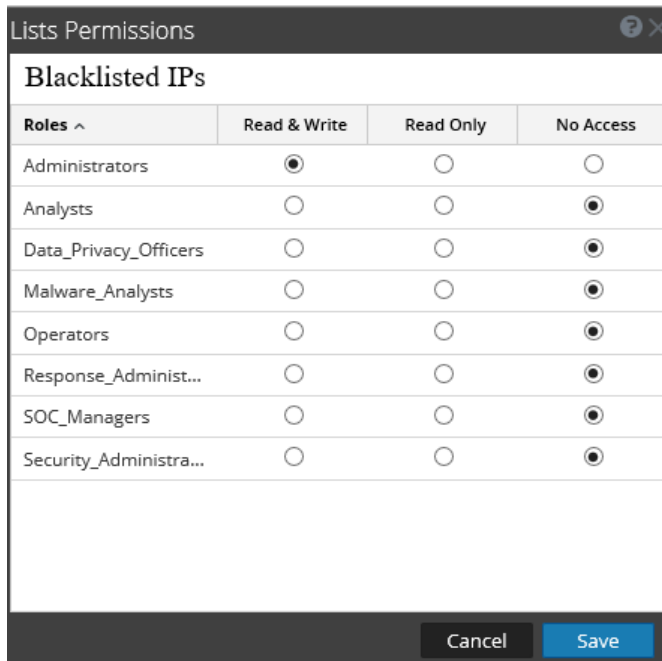 Lists Permissions
Blacklisted IPs
Roles Read & Write Read Only No Access
Administrators
Analysts
Data_Privacy_Officers
Malware_Analysts
Operators
Response_Administ...
SOC_Managers
Security_Administra...
Cancel Save